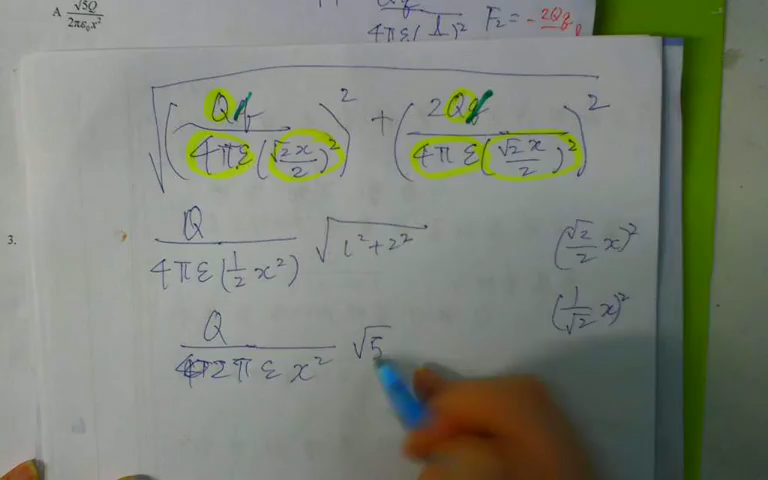 A √5Q / 2πε₀x²
Qq / 4πε( )² F₂ = - 2Qq
√((Qq / 4πε(√2x/2)²)² + (2Qq / 4πε(√2x/2)²)²)
3.
Q / 4πε(½x²) √(1²+2²) (√2/2 x)²
(1/√2 x)²
Q / 2πεx² √5